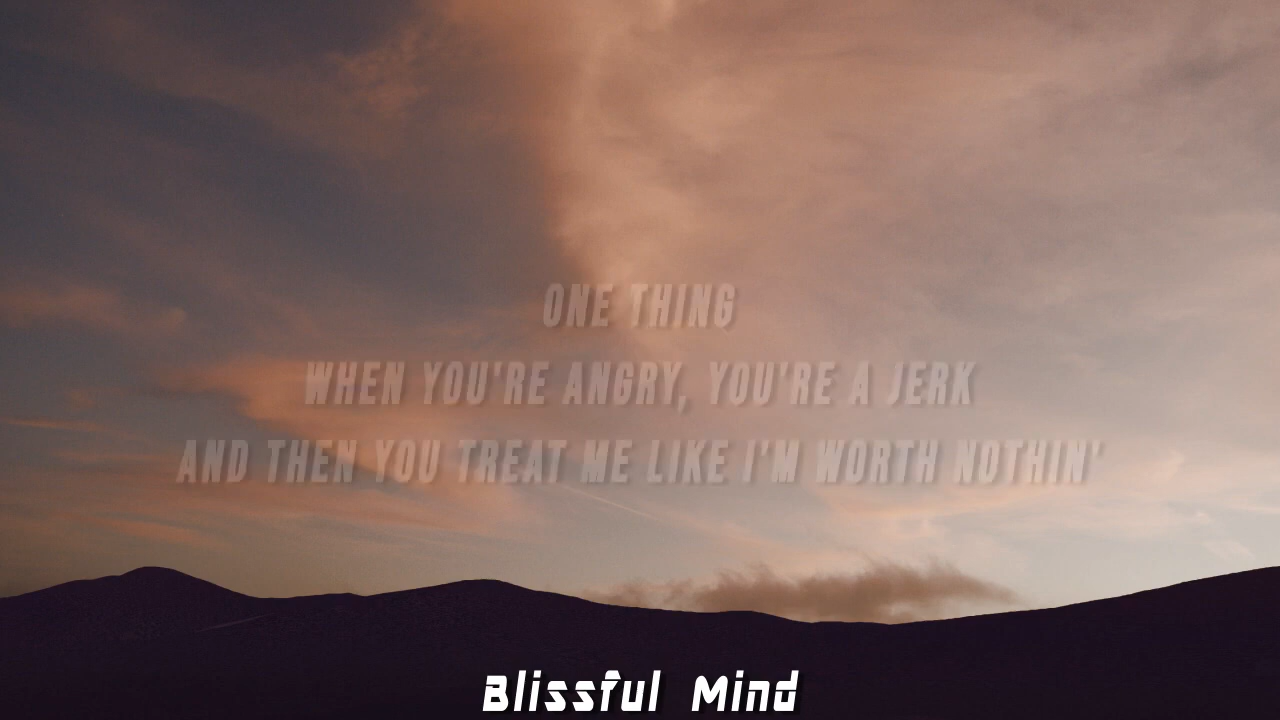 ONE THING
WHEN YOU'RE ANGRY, YOU'RE A JERK
AND THEN YOU TREAT ME LIKE I'M WORTH NOTHIN'
Blissful Mind